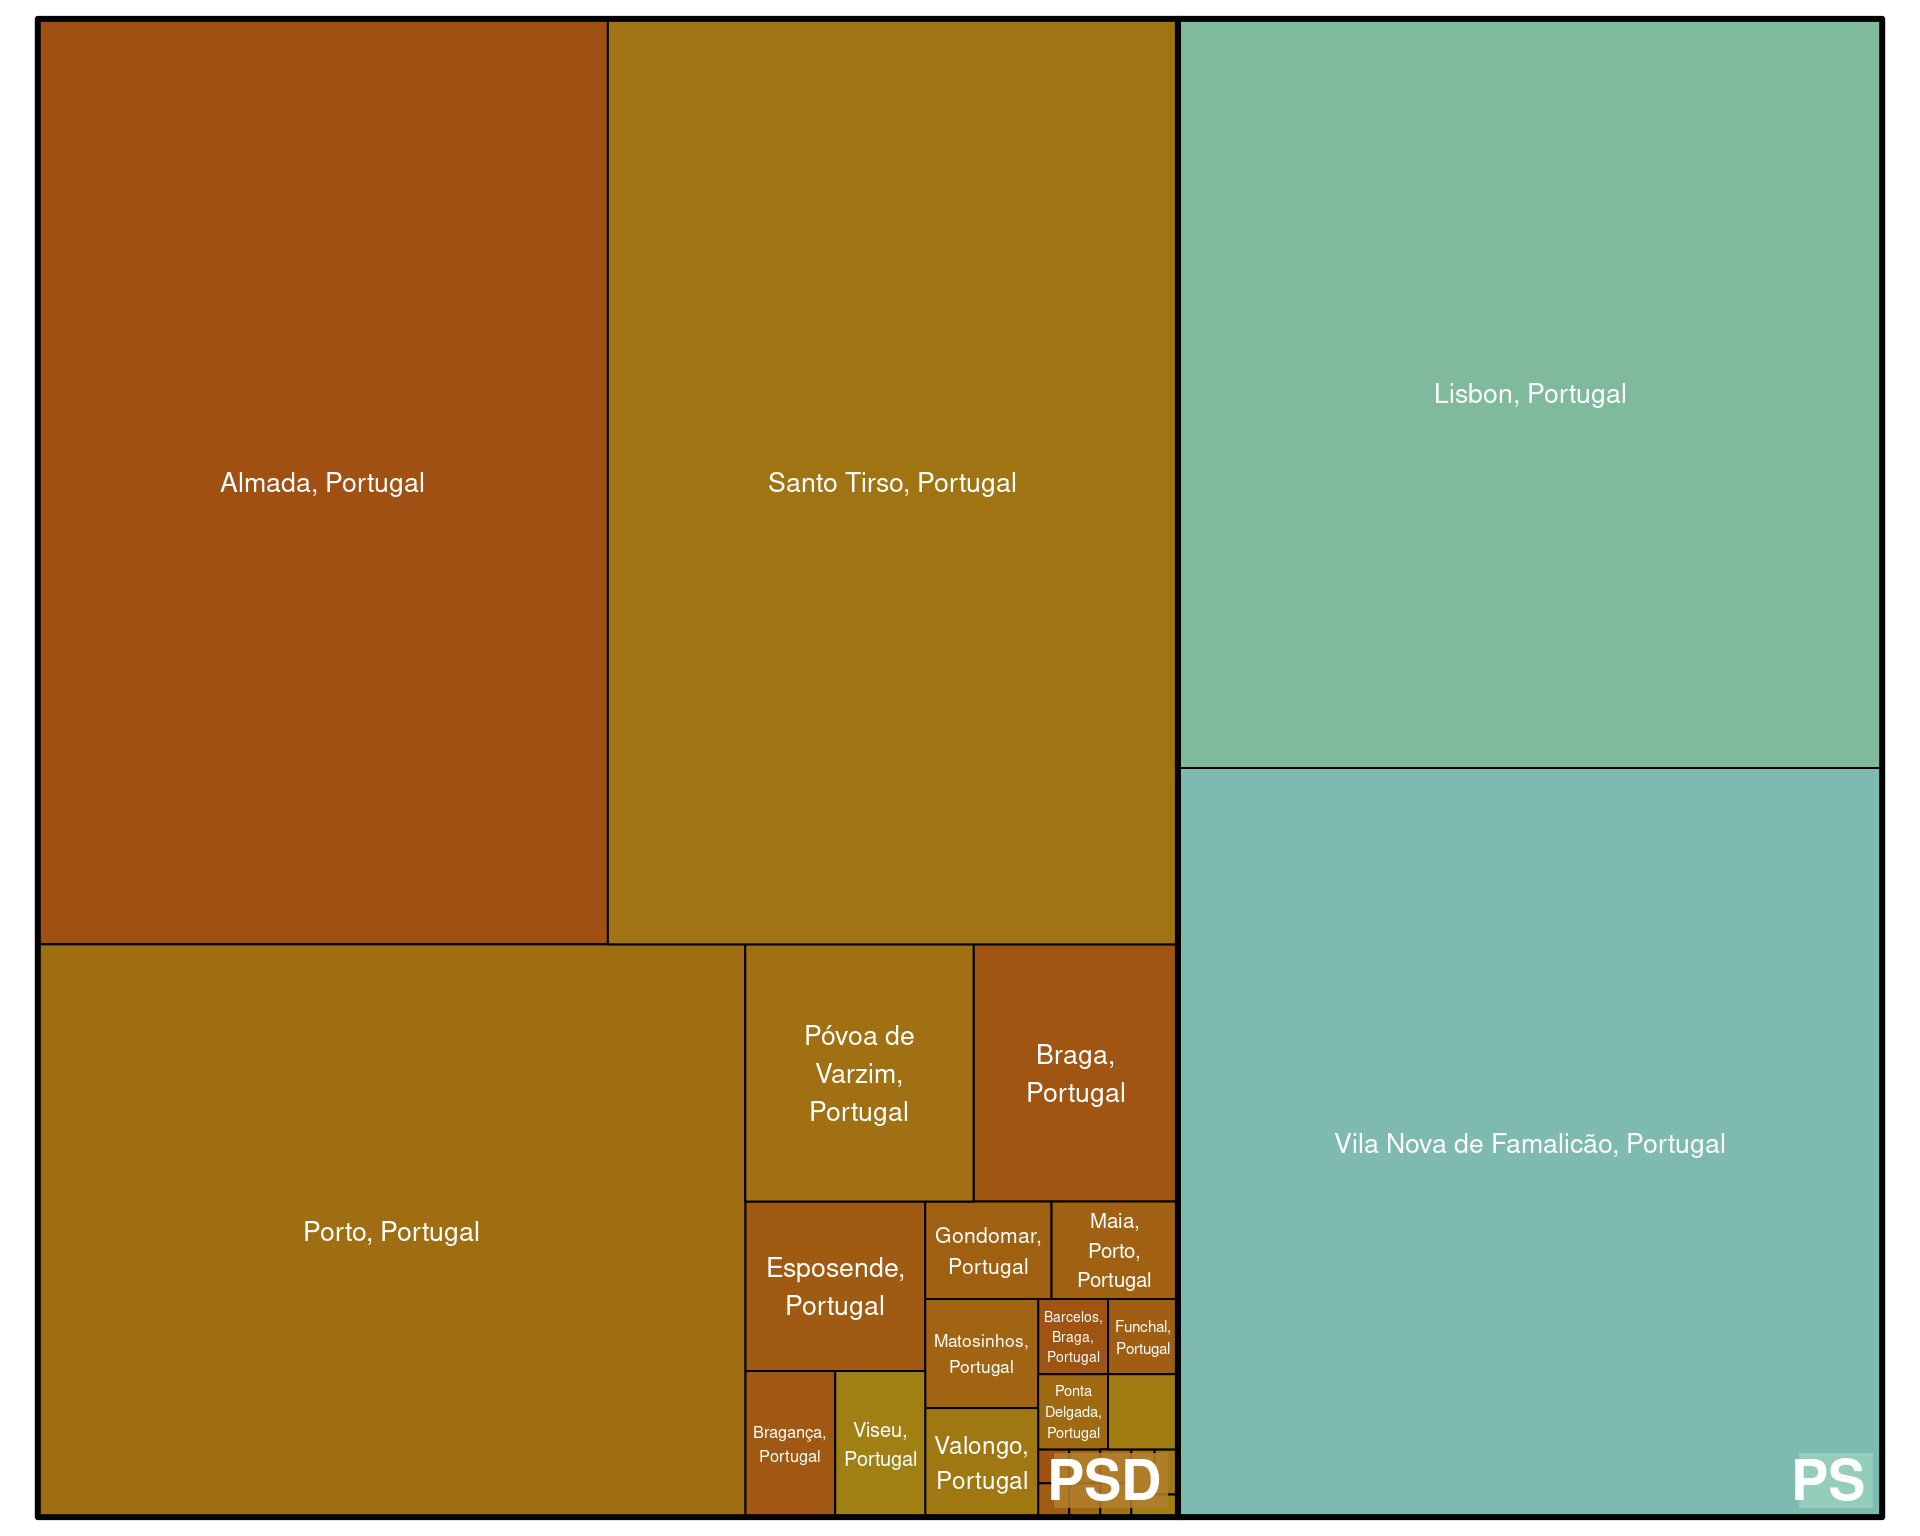 Almada, Portugal
Santo Tirso, Portugal
Lisbon, Portugal
Porto, Portugal
Póvoa de
Varzim,
Portugal
Braga,
Portugal
Vila Nova de Famalicão, Portugal
Esposende,
Portugal
Gondomar,
Portugal
Maia,
Porto,
Portugal
Matosinhos,
Portugal
Barcelos,
Braga,
Portugal
Funchal,
Portugal
Bragança,
Portugal
Viseu,
Portugal
Valongo,
Portugal
Ponta
Delgada,
Portugal
PSD
PS